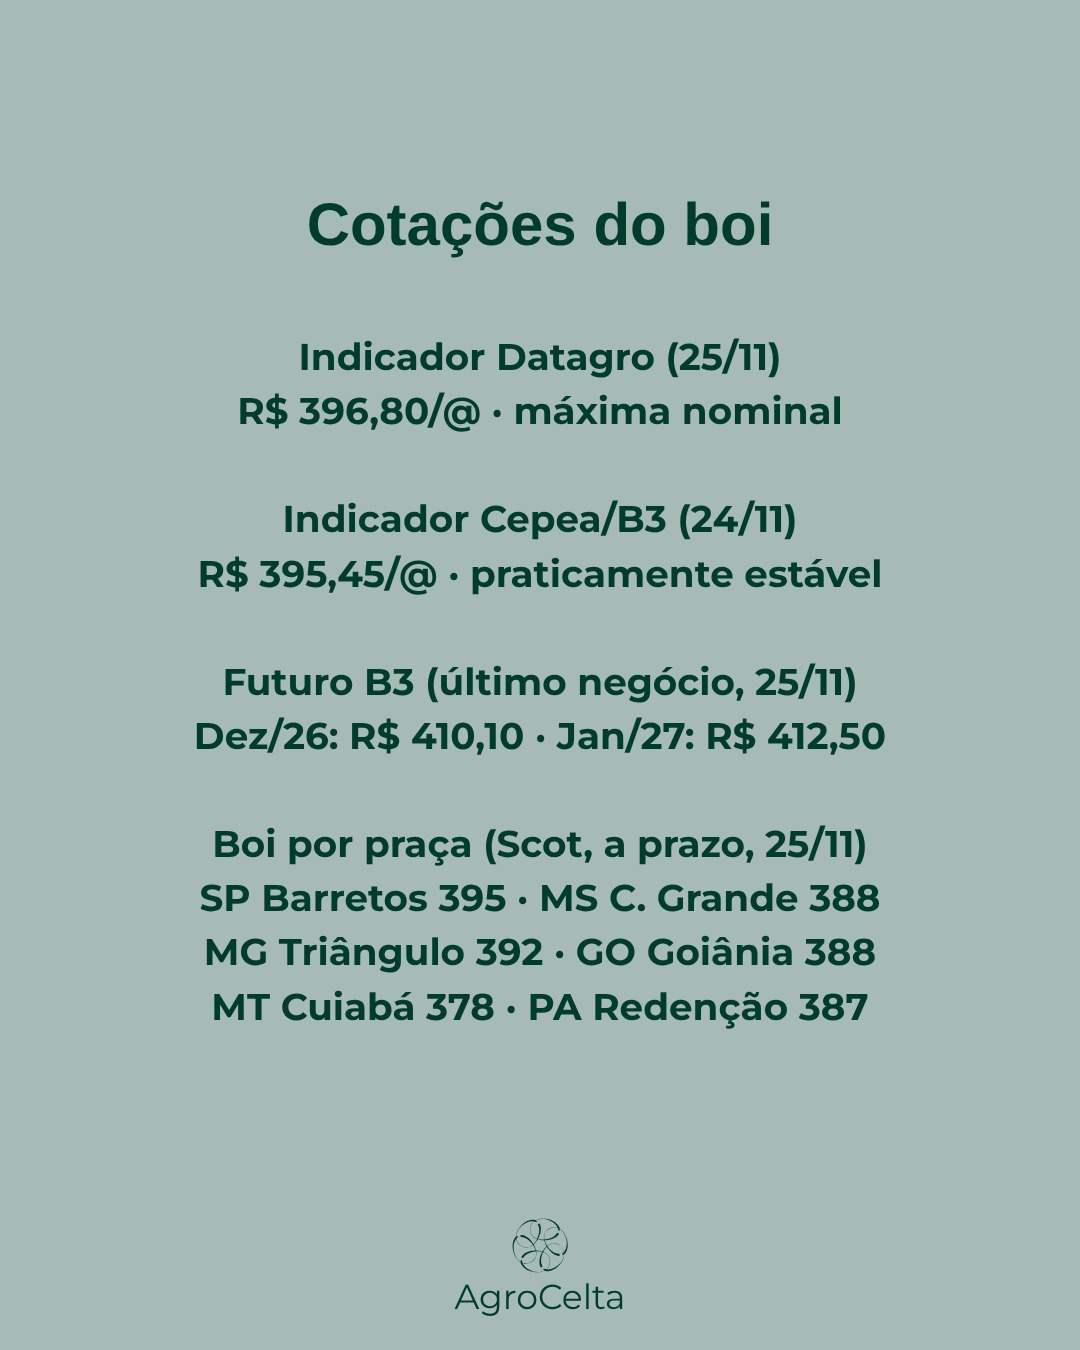 Cotações do boi
Indicador Datagro (25/11)
R$ 396,80/@ · máxima nominal
Indicador Cepea/B3 (24/11)
R$ 395,45/@ · praticamente estável
Futuro B3 (último negócio, 25/11)
Dez/26: R$ 410,10 · Jan/27: R$ 412,50
Boi por praça (Scot, a prazo, 25/11)
SP Barretos 395 · MS C. Grande 388
MG Triângulo 392 · GO Goiânia 388
MT Cuiabá 378 · PA Redenção 387
AgroCelta